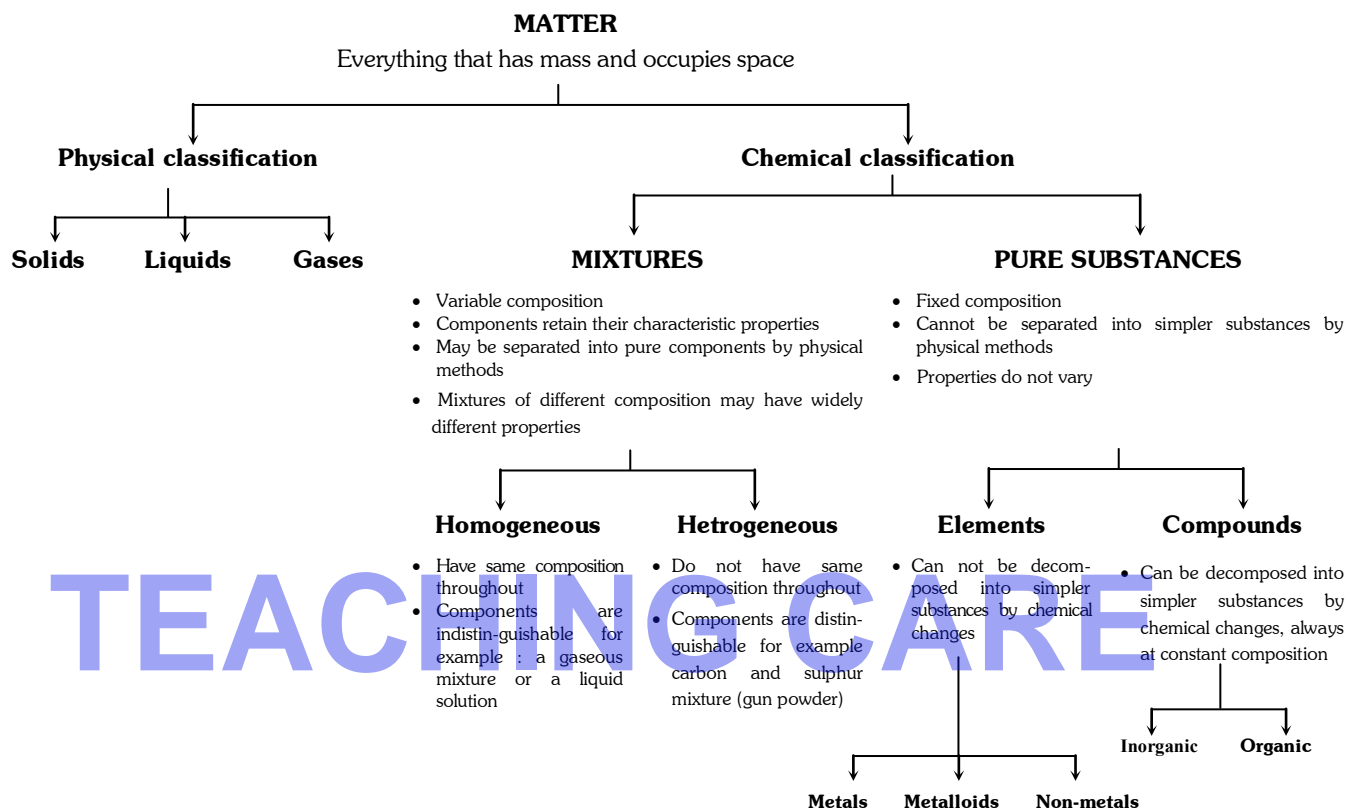 MATTER
Everything that has mass and occupies space
Physical classification
Chemical classification
Solids
Liquids
Gases
MIXTURES
• Variable composition
• Components retain their characteristic properties
• May be separated into pure components by physical
methods
• Mixtures of different composition may have widely
different properties
PURE SUBSTANCES
• Fixed composition
• Cannot be separated into simpler substances by
physical methods
• Properties do not vary
Homogeneous
• Have same composition
throughout
• Components are
indistin-guishable for
example : a gaseous
mixture or a liquid
solution
Hetrogeneous
• Do not have same
composition throughout
• Components are distin-
guishable for example
carbon and sulphur
mixture (gun powder)
Elements
• Can not be decom-
posed into simpler
substances by chemical
changes
Compounds
• Can be decomposed into
simpler substances by
chemical changes, always
at constant composition
Inorganic
Organic
Metals
Metalloids
Non-metals
TEACHING CARE